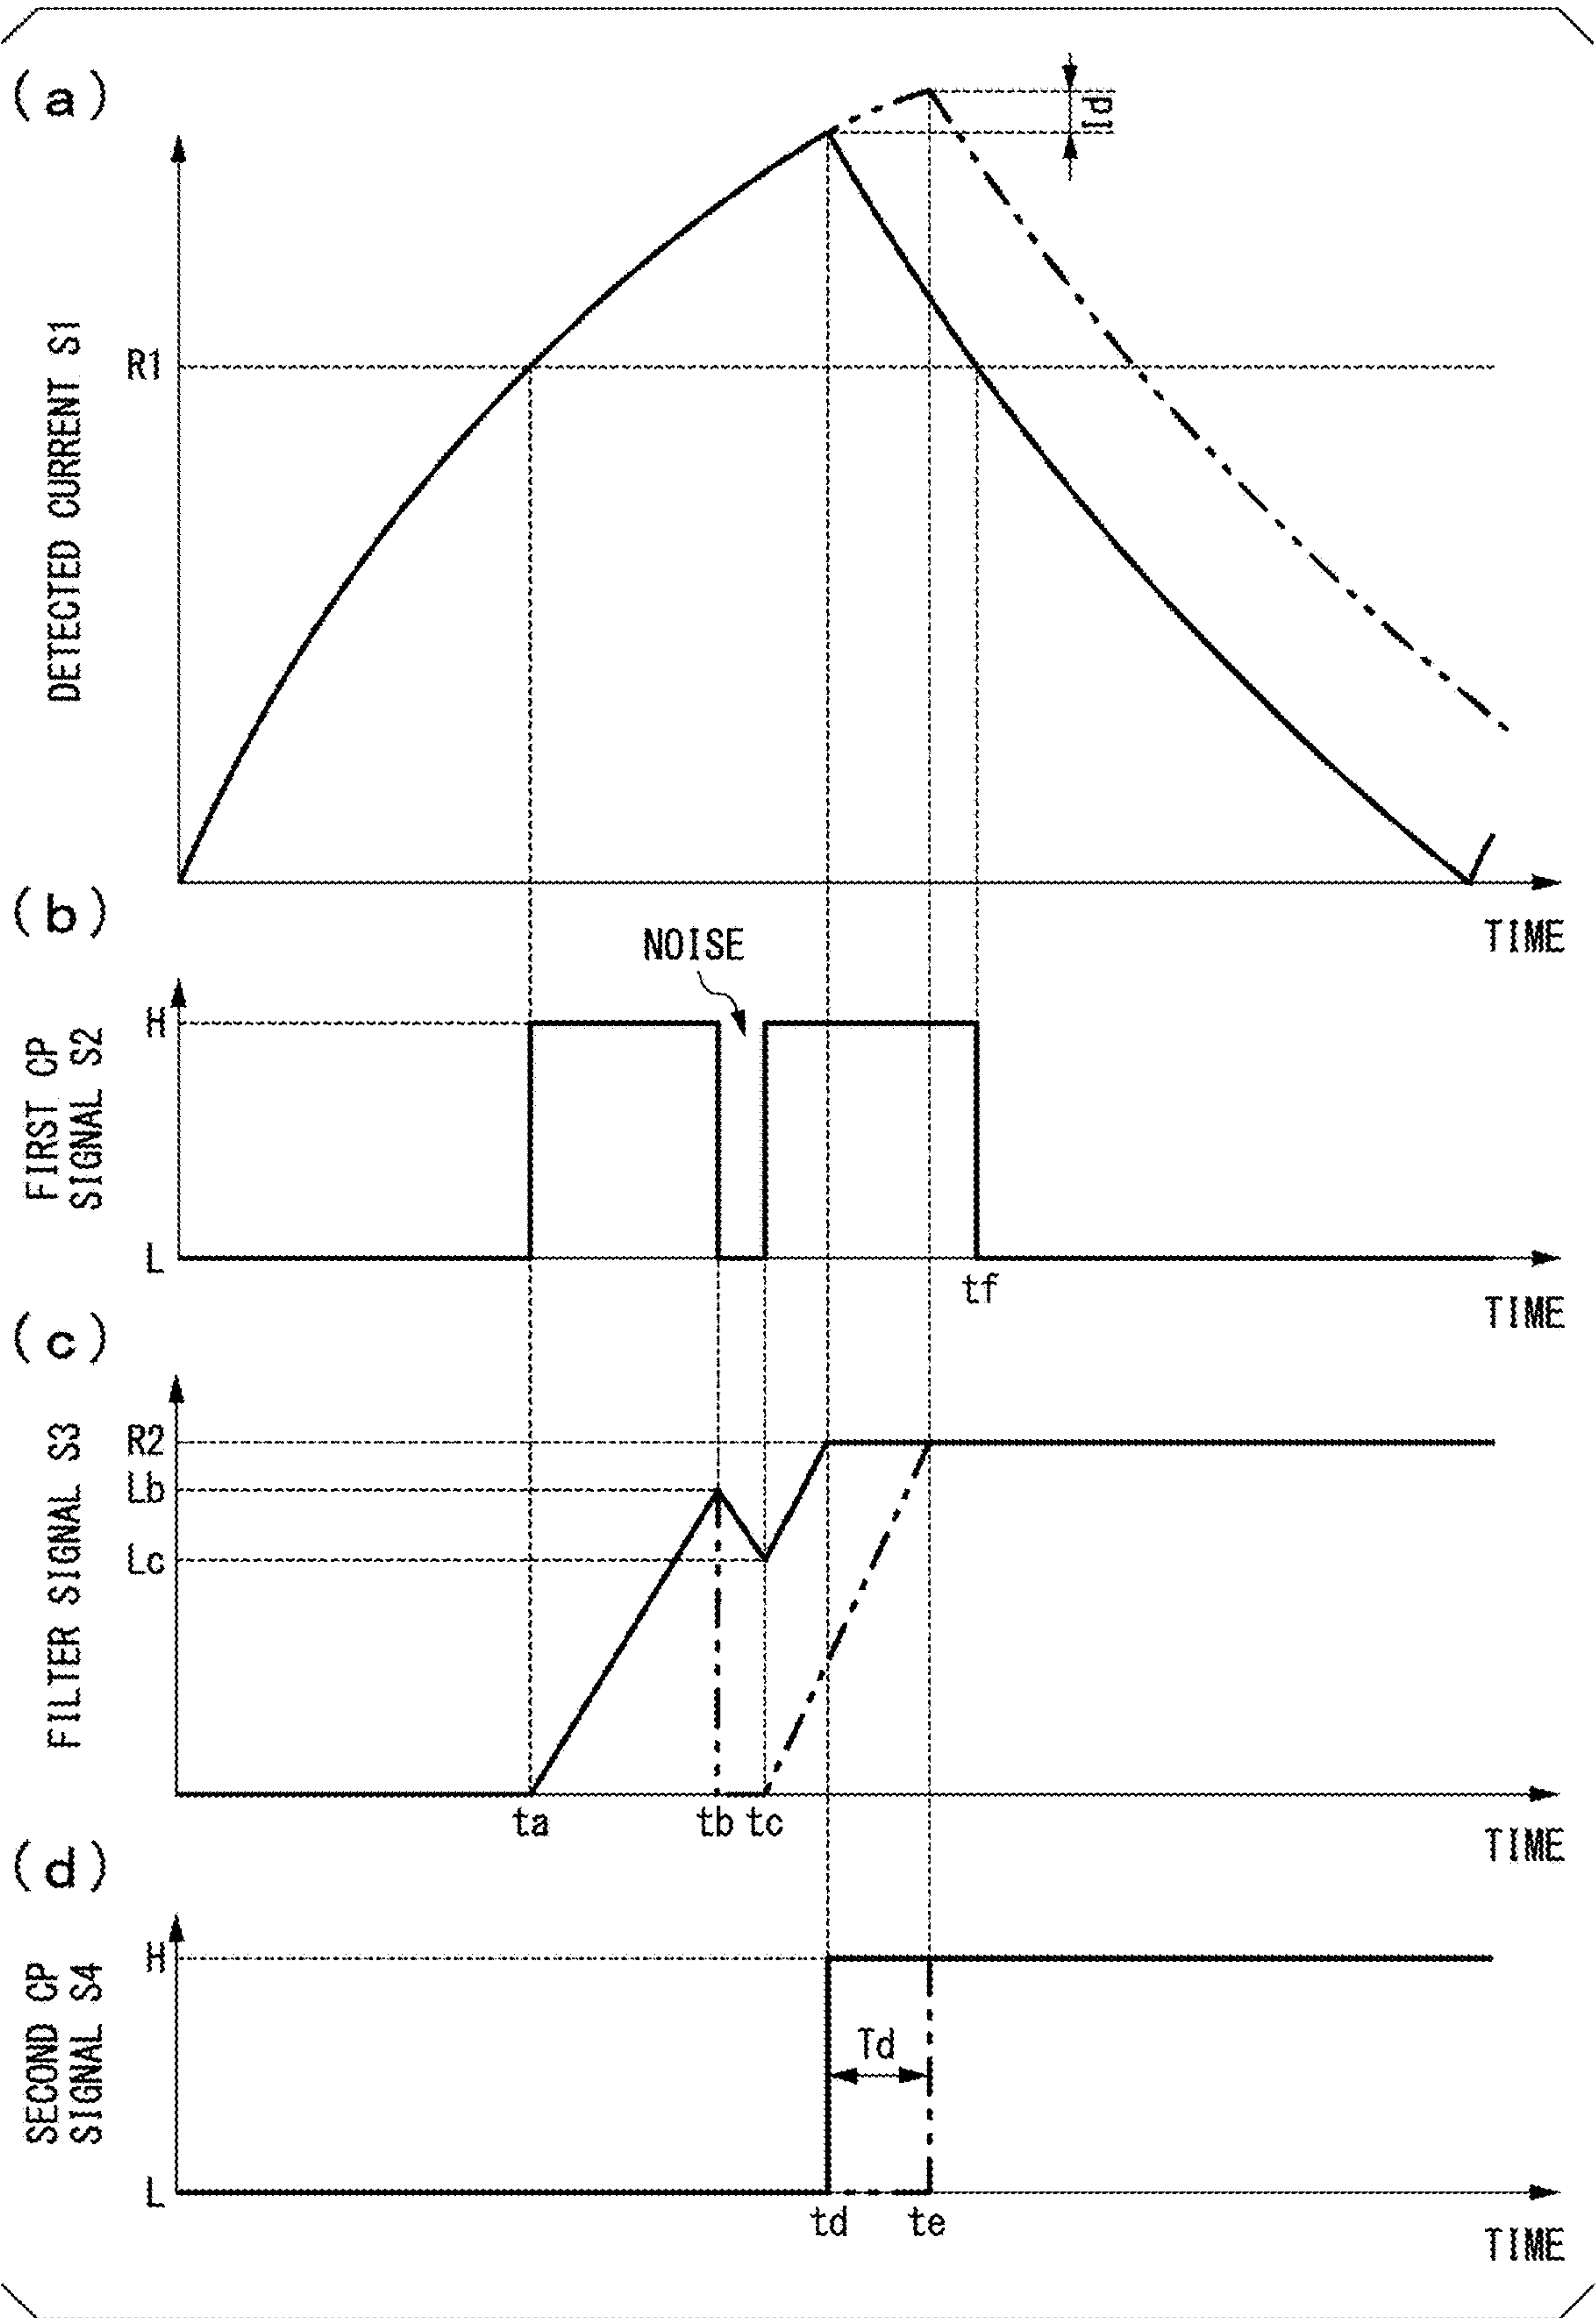 (a)
DETECTED CURRENT S1
R1
Id
TIME
(b)
NOISE
FIRST CP
SIGNAL S2
H
L
tf
TIME
(c)
FILTER SIGNAL S3
R2
Lb
Lc
ta
tb
tc
TIME
(d)
SECOND CP
SIGNAL S4
H
L
Td
td
te
TIME